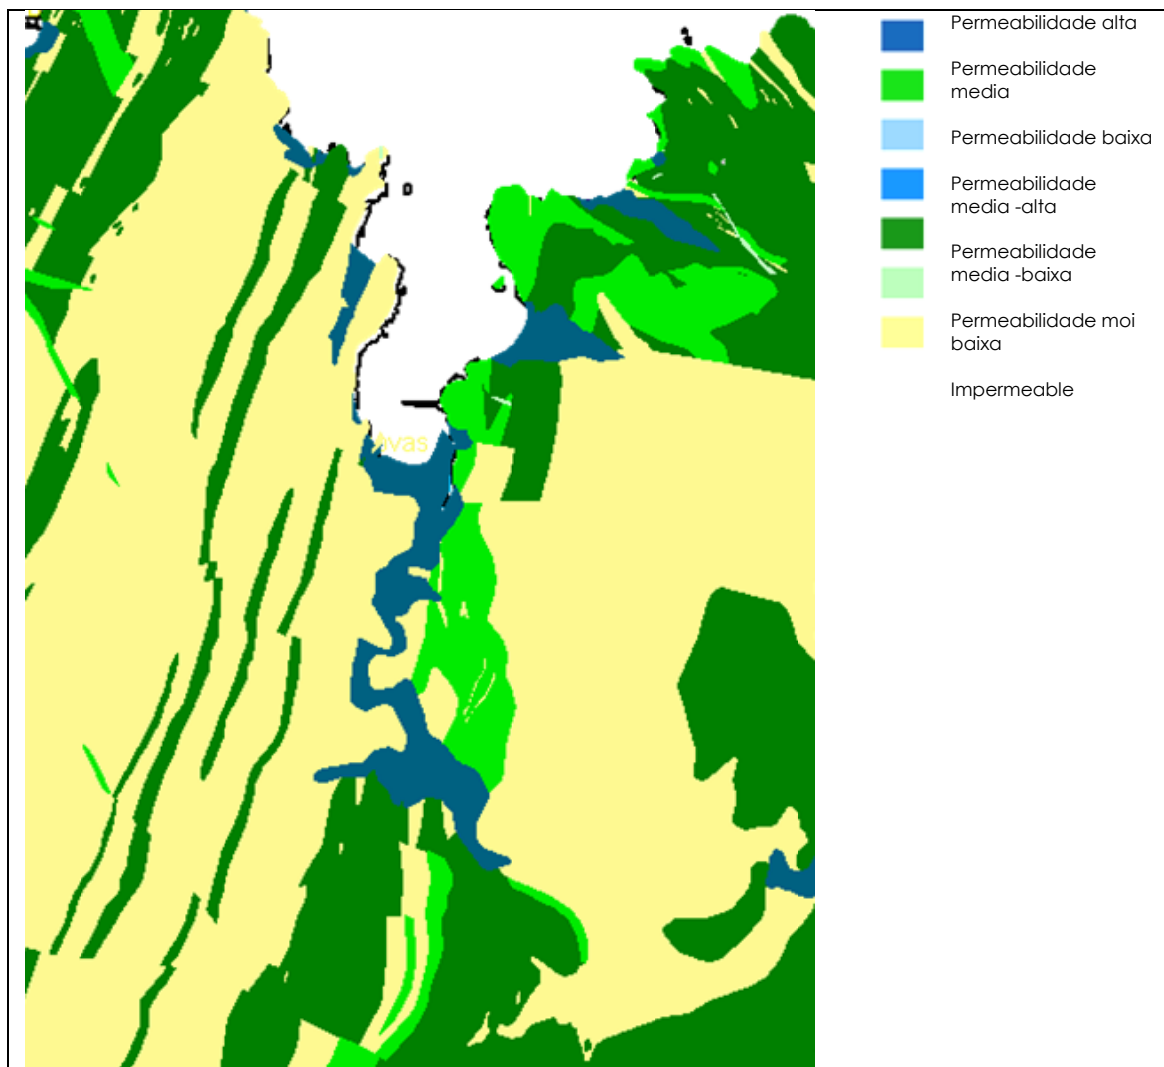 Permeabilidade alta
Permeabilidade
media
Permeabilidade baixa
Permeabilidade
media -alta
Permeabilidade
media -baixa
Permeabilidade moi
baixa
Impermeable